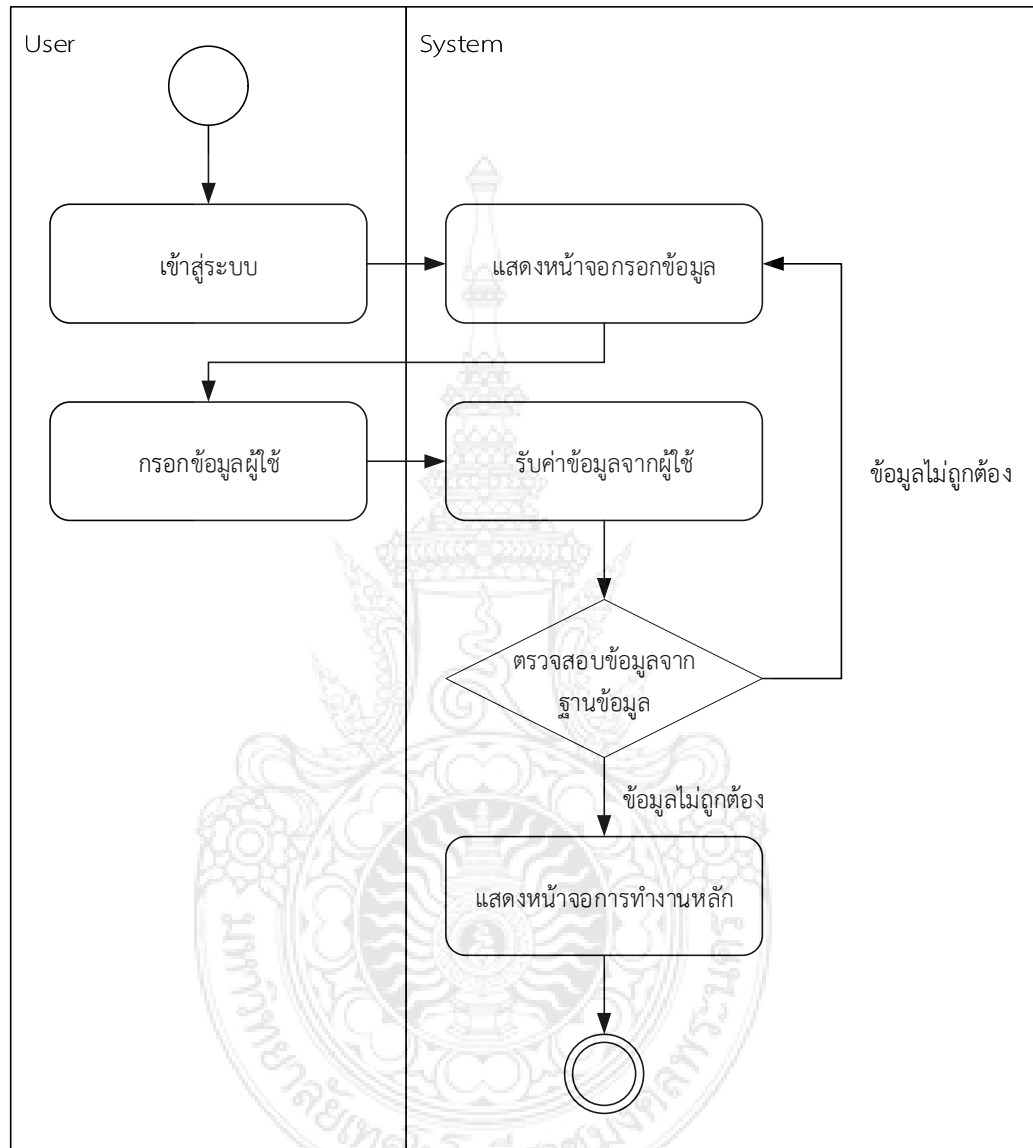 User
System
เข้าสู่ระบบ
แสดงหน้าจอกรอกข้อมูล
กรอกข้อมูลผู้ใช้
รับค่าข้อมูลจากผู้ใช้
ข้อมูลไม่ถูกต้อง
ตรวจสอบข้อมูลจาก
ฐานข้อมูล
ข้อมูลไม่ถูกต้อง
แสดงหน้าจอการทำงานหลัก